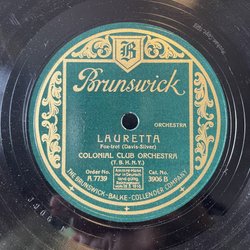 B
Brunswick
ORCHESTRA
LAURETTA
Fox-trot (Davis-Silver)
COLONIAL CLUB ORCHESTRA
(T. B. H. N. Y.)
Order No.
A 7739
Cat. No.
3906 B
THE BRUNSWICK-BALKE-COLLENDER COMPANY